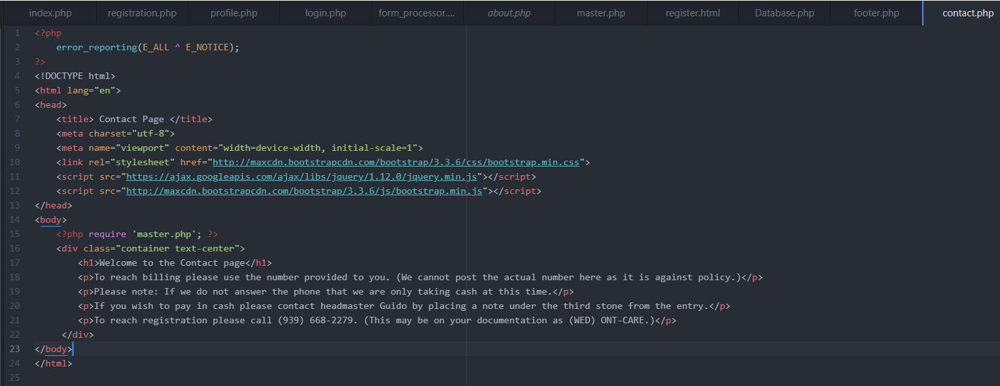 index.php registration.php profile.php login.php form_processor.... about.php master.php register.html Database.php footer.php contact.php
1 <?php
2     error_reporting(E_ALL ^ E_NOTICE);
3 ?>
4 <!DOCTYPE html>
5 <html lang="en">
6 <head>
7     <title> Contact Page </title>
8     <meta charset="utf-8">
9     <meta name="viewport" content="width=device-width, initial-scale=1">
10     <link rel="stylesheet" href="http://maxcdn.bootstrapcdn.com/bootstrap/3.3.6/css/bootstrap.min.css">
11     <script src="https://ajax.googleapis.com/ajax/libs/jquery/1.12.0/jquery.min.js"></script>
12     <script src="http://maxcdn.bootstrapcdn.com/bootstrap/3.3.6/js/bootstrap.min.js"></script>
13 </head>
14 <body>
15     <?php require 'master.php'; ?>
16     <div class="container text-center">
17         <h1>Welcome to the Contact page</h1>
18         <p>To reach billing please use the number provided to you. (We cannot post the actual number here as it is against policy.)</p>
19         <p>Please note: If we do not answer the phone that we are only taking cash at this time.</p>
20         <p>If you wish to pay in cash please contact headmaster Guido by placing a note under the third stone from the entry.</p>
21         <p>To reach registration please call (939) 668-2279. (This may be on your documentation as (WED) ONT-CARE.)</p>
22      </div>
23 </body>
24 </html>
25